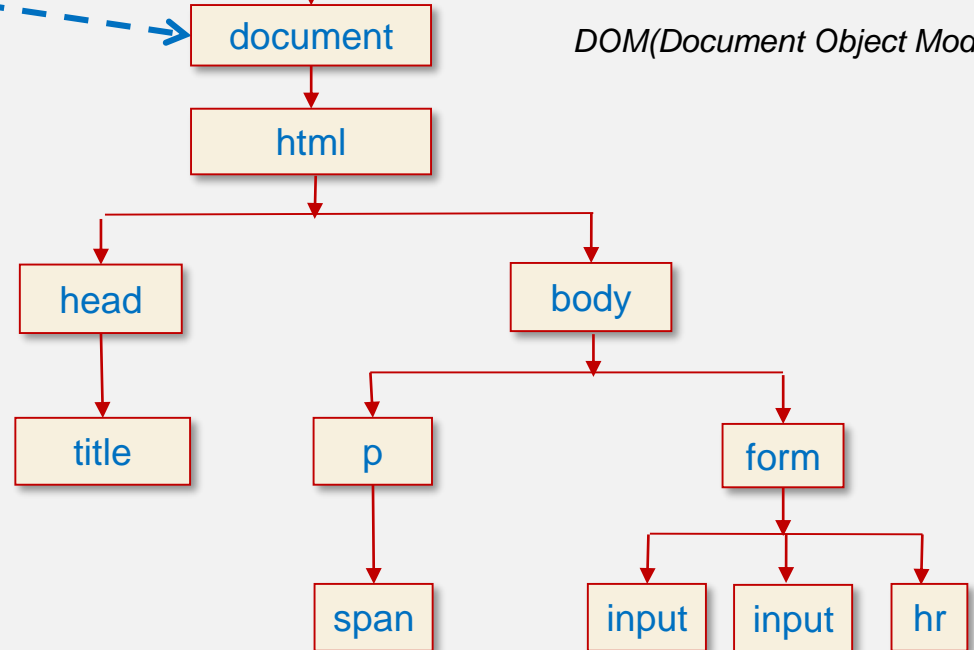 document
DOM(Document Object Mod
html
head
body
title
p
form
span
input
input
hr